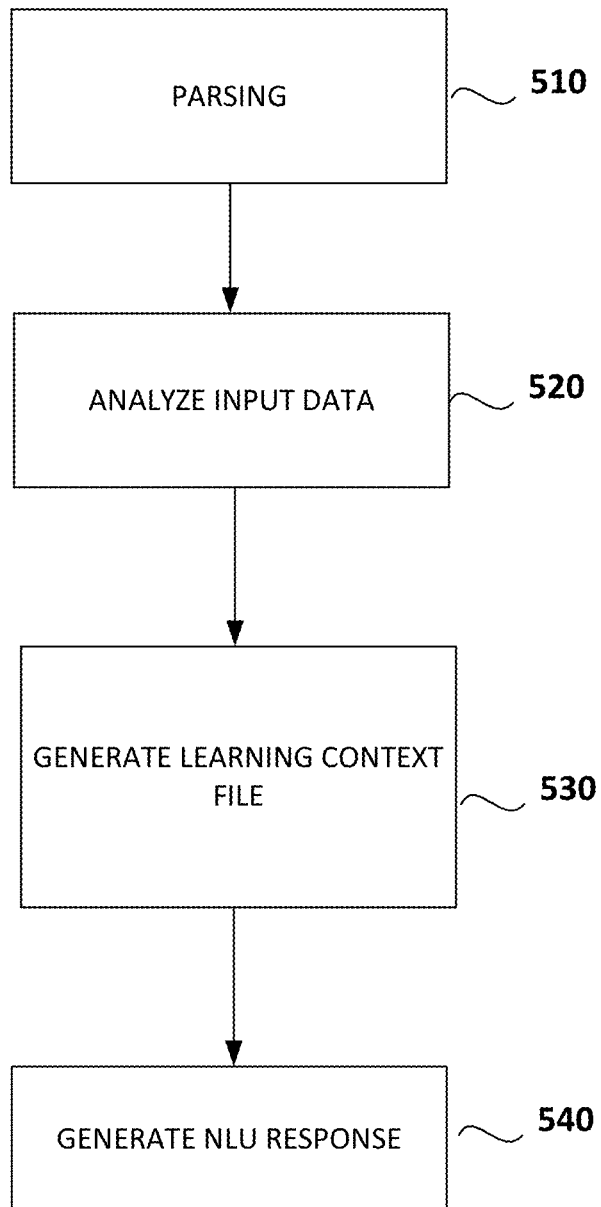 PARSING
510
ANALYZE INPUT DATA
520
GENERATE LEARNING CONTEXT
FILE
530
GENERATE NLU RESPONSE
540